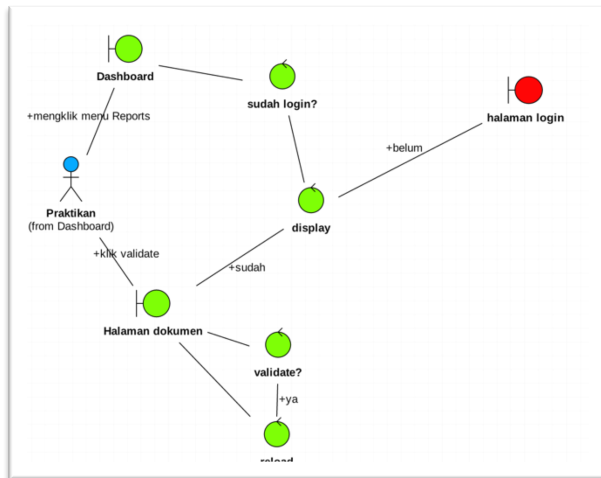 Dashboard
sudah login?
halaman login
+mengklik menu Reports
+belum
Praktikan
(from Dashboard)
display
+klik validate
+sudah
Halaman dokumen
validate?
+ya
reload